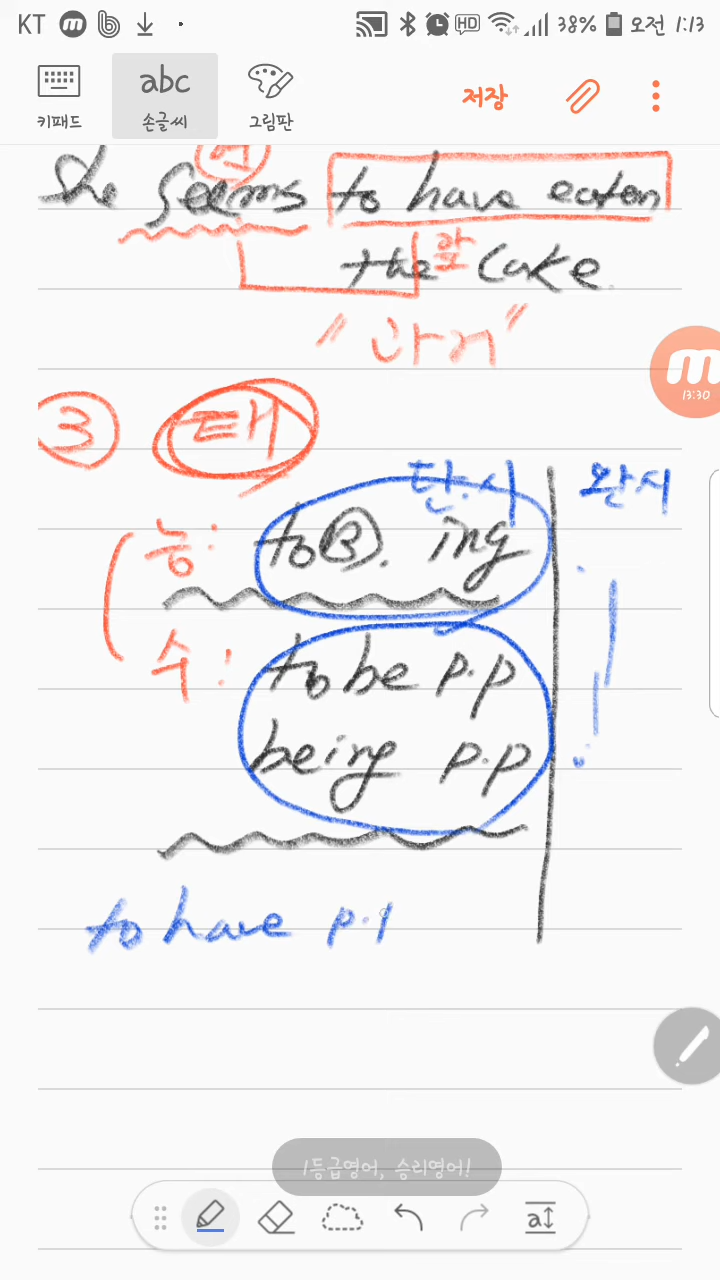 KT 38% 오전 1:13
키패드 abc 손글씨 그림판 저장
She seems to have eaten
the 앞 cake.
"과거"
13:30
③ 태
단.시 완시
능: to Ⓡ. ing
수: to be p.p
being p.p
to have p.p
1등급영어, 승리영어!